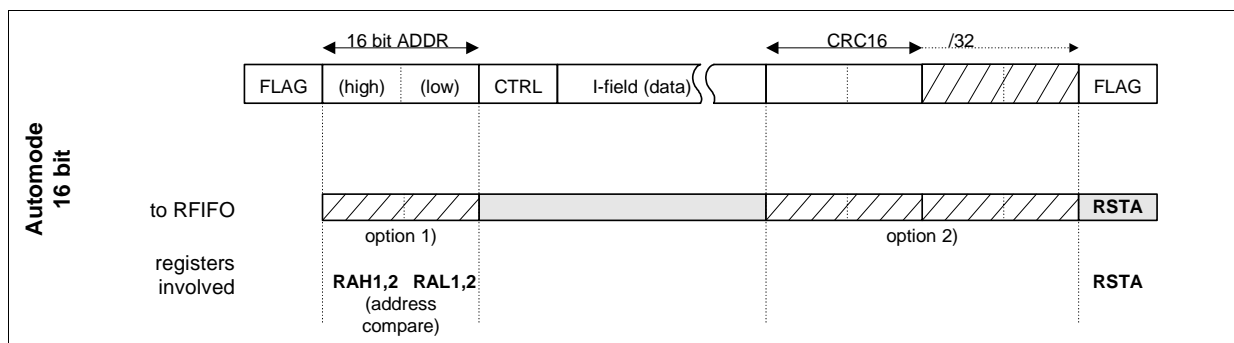 16 bit ADDR CRC16 /32
FLAG (high) (low) CTRL I-field (data) FLAG
Automode
16 bit
to RFIFO RSTA
option 1) option 2)
registers
involved RAH1,2 RAL1,2 RSTA
(address
compare)